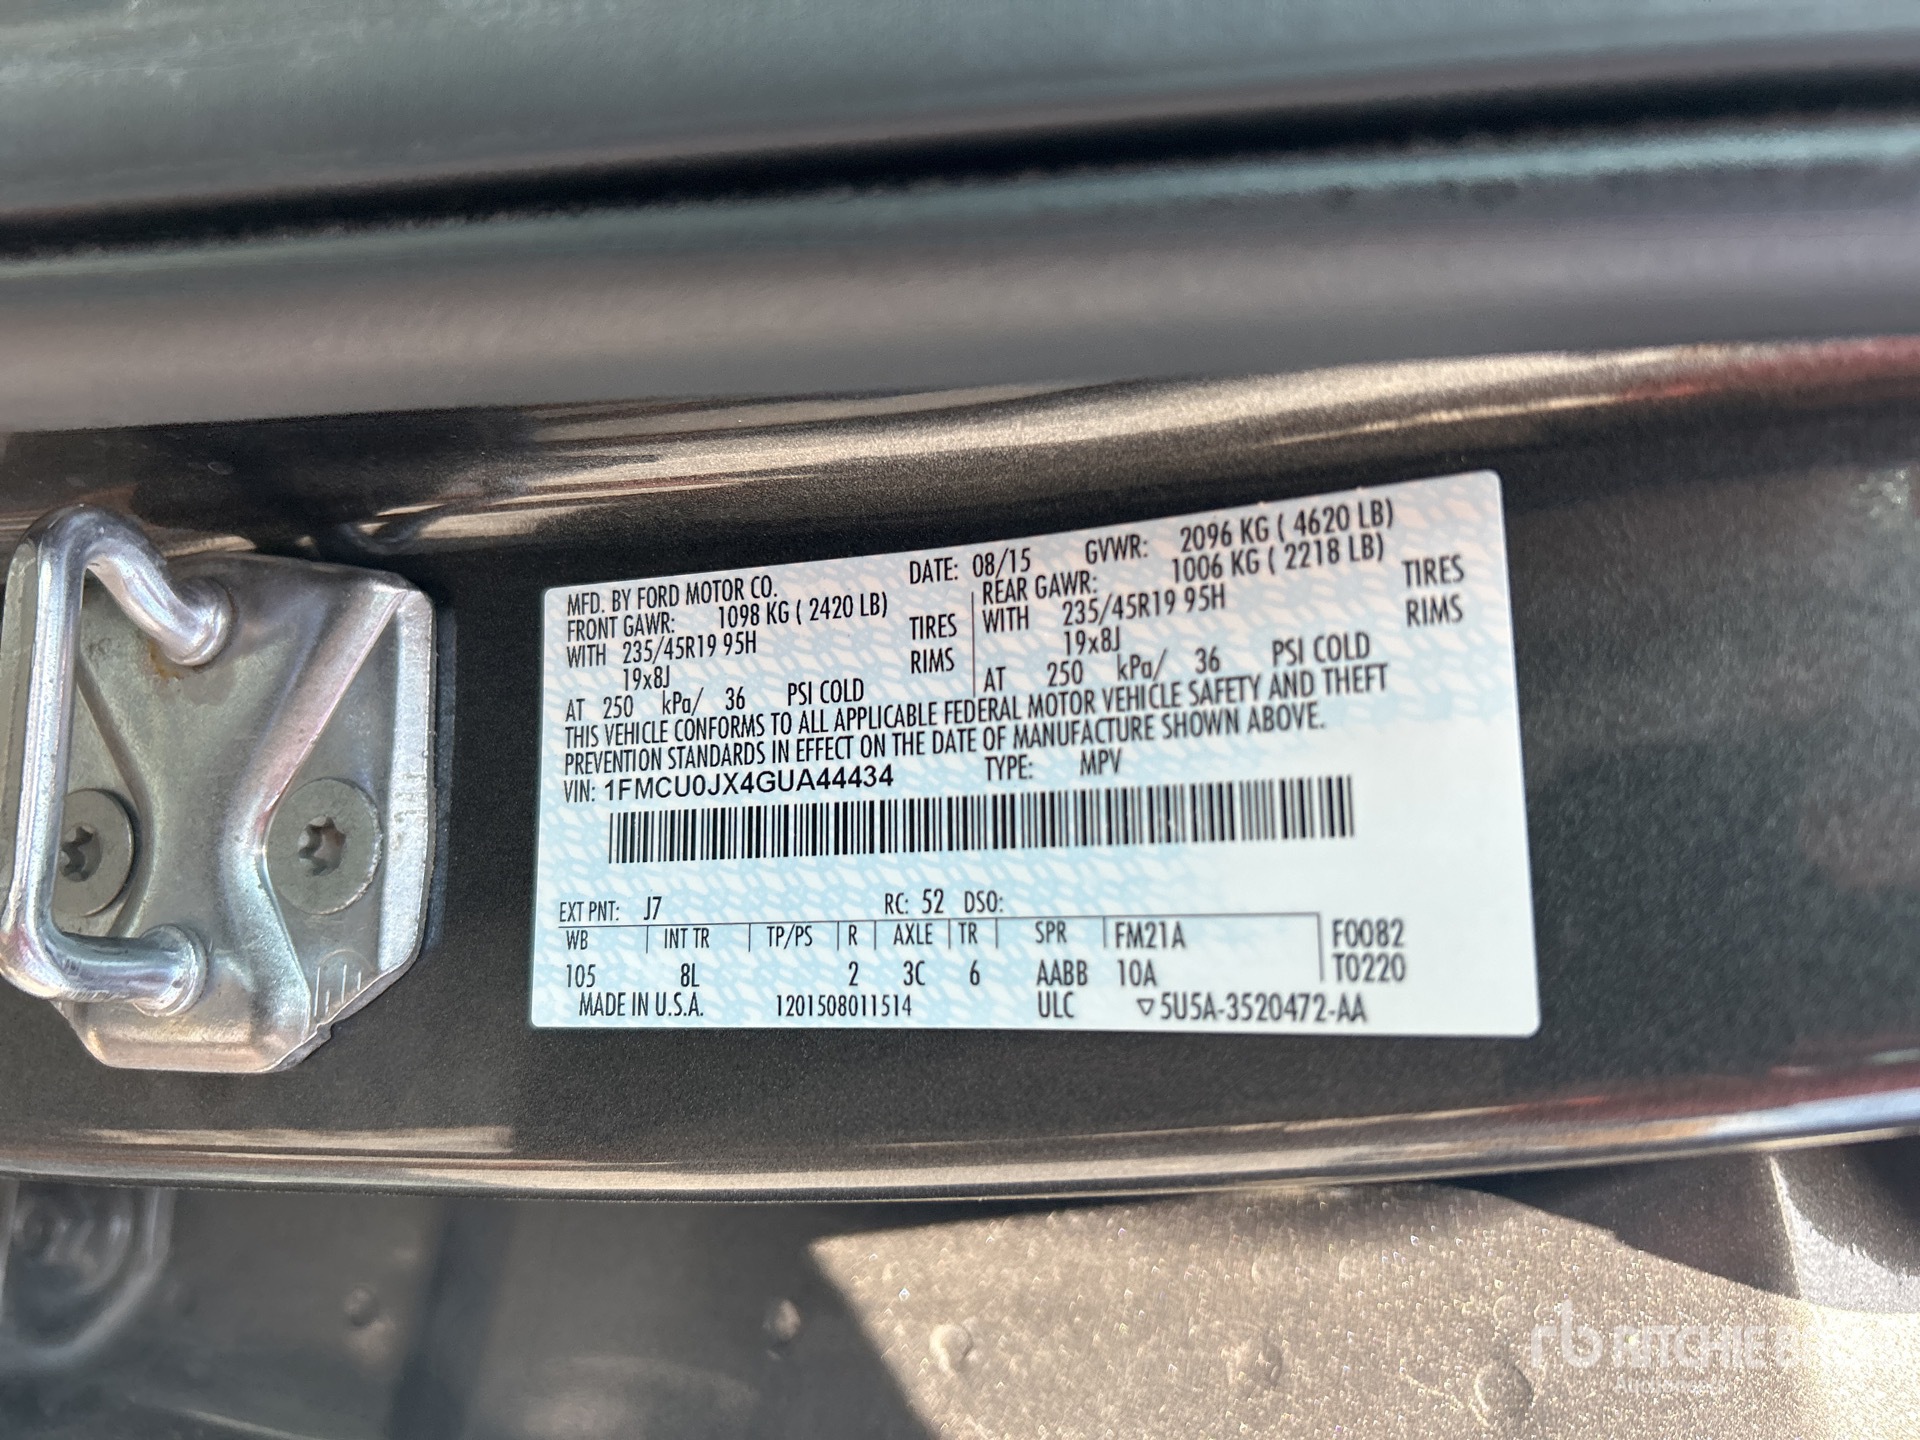 MFD. BY FORD MOTOR CO. DATE: 08/15 GVWR: 2096 KG ( 4620 LB)
FRONT GAWR: 1098 KG ( 2420 LB) REAR GAWR: 1006 KG ( 2218 LB)
WITH 235/45R19 95H TIRES WITH 235/45R19 95H TIRES
19x8J RIMS 19x8J RIMS
AT 250 kPa/ 36 PSI COLD AT 250 kPa/ 36 PSI COLD
THIS VEHICLE CONFORMS TO ALL APPLICABLE FEDERAL MOTOR VEHICLE SAFETY AND THEFT
PREVENTION STANDARDS IN EFFECT ON THE DATE OF MANUFACTURE SHOWN ABOVE.
VIN: 1FMCU0JX4GUA44434 TYPE: MPV
EXT PNT: J7 RC: 52 DSO:
WB INT TR TP/PS R AXLE TR SPR FM21A F0082
105 8L 2 3C 6 AABB 10A T0220
MADE IN U.S.A. 1201508011514 ULC ▽5U5A-3520472-AA
rb RITCHIE B